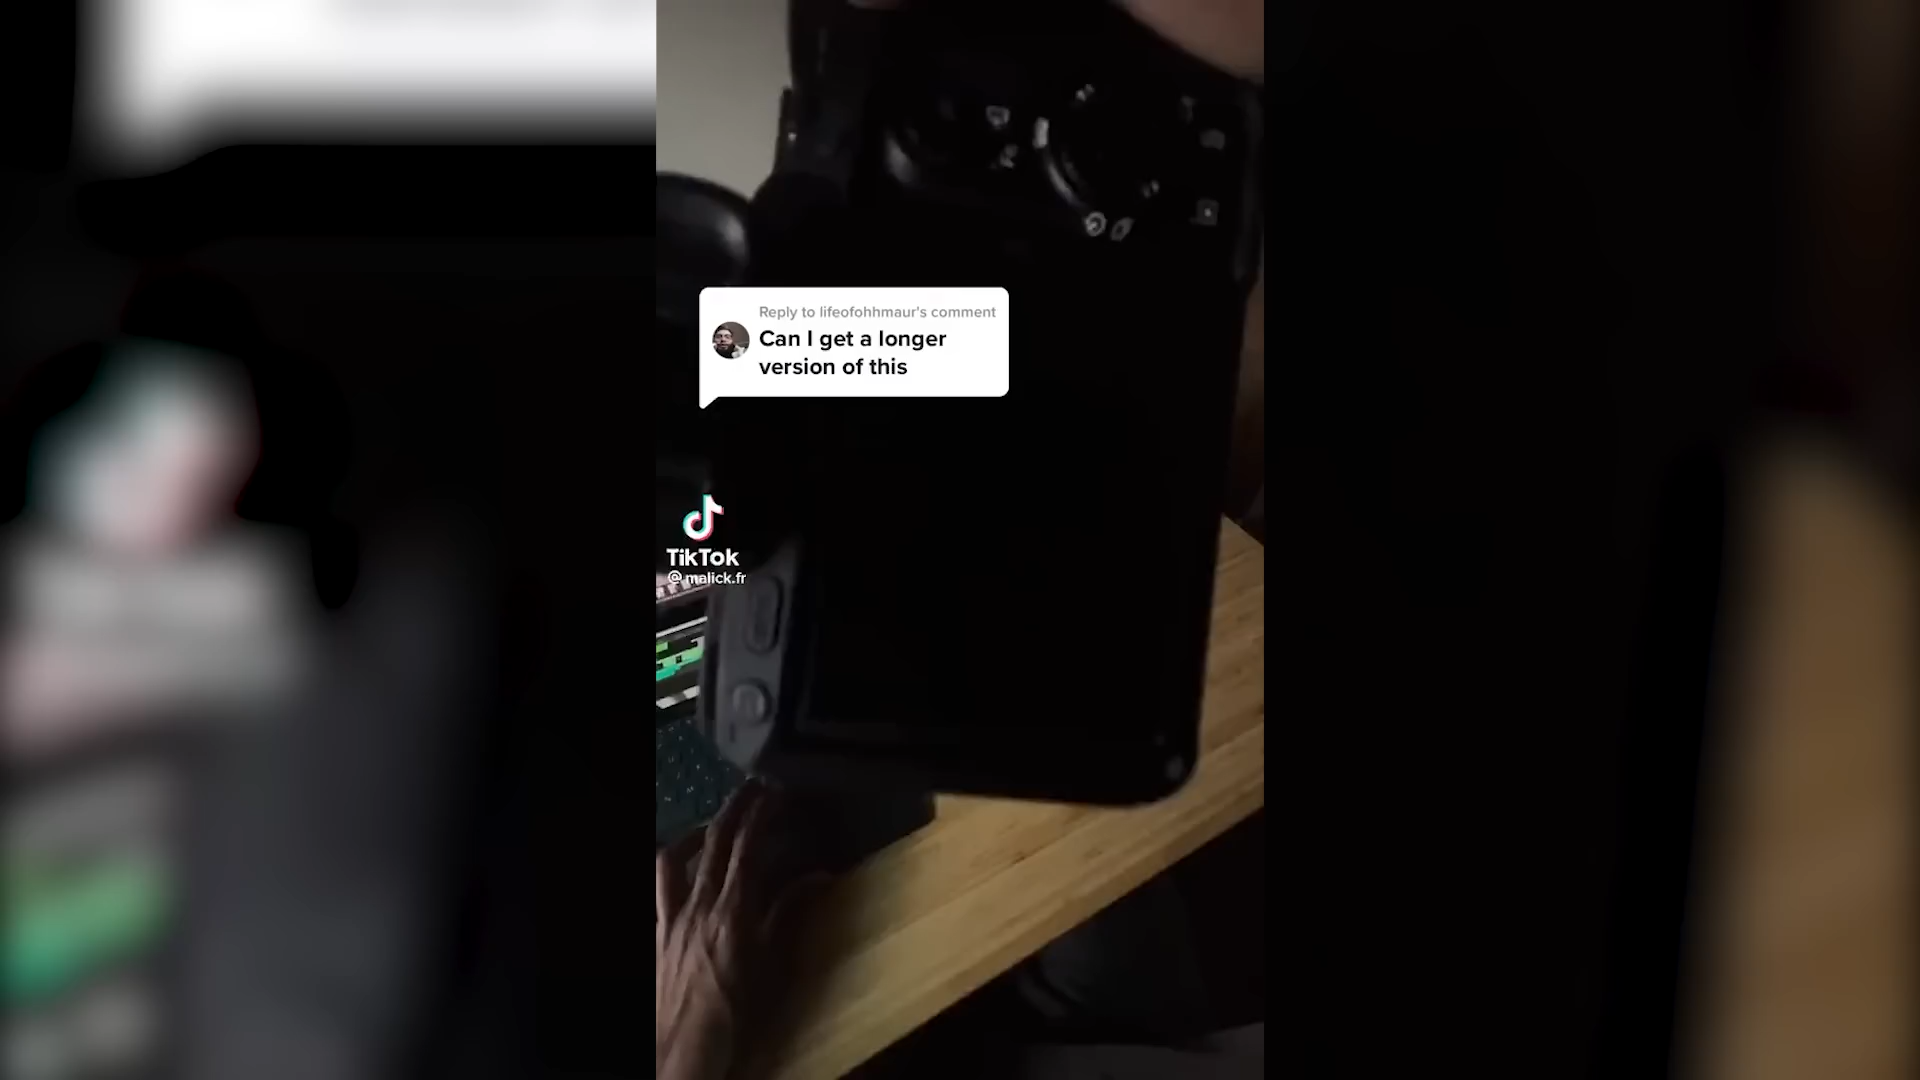 Reply to lifeofohhmaur's comment
Can I get a longer
version of this
TikTok
@malick.fr